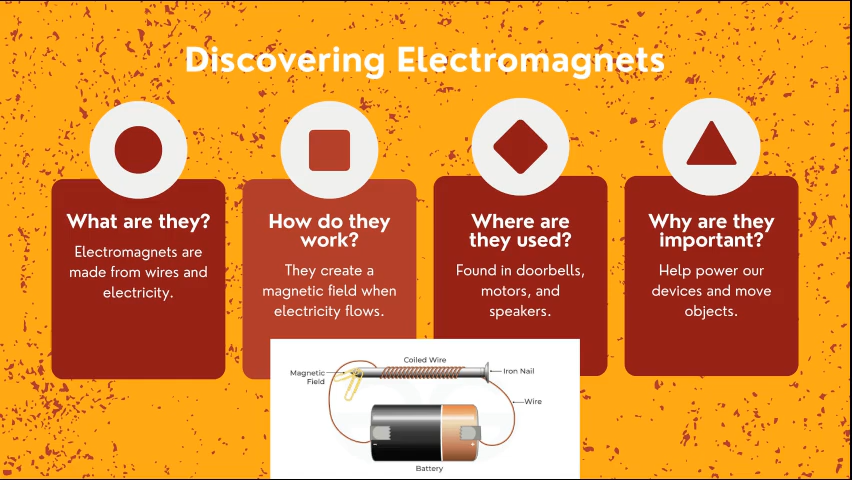 Discovering Electromagnets
What are they?
Electromagnets are
made from wires and
electricity.
How do they
work?
They create a
magnetic field when
electricity flows.
Where are
they used?
Found in doorbells,
motors, and
speakers.
Why are they
important?
Help power our
devices and move
objects.
Coiled Wire
Magnetic
Field
Iron Nail
Wire
-
+
Battery